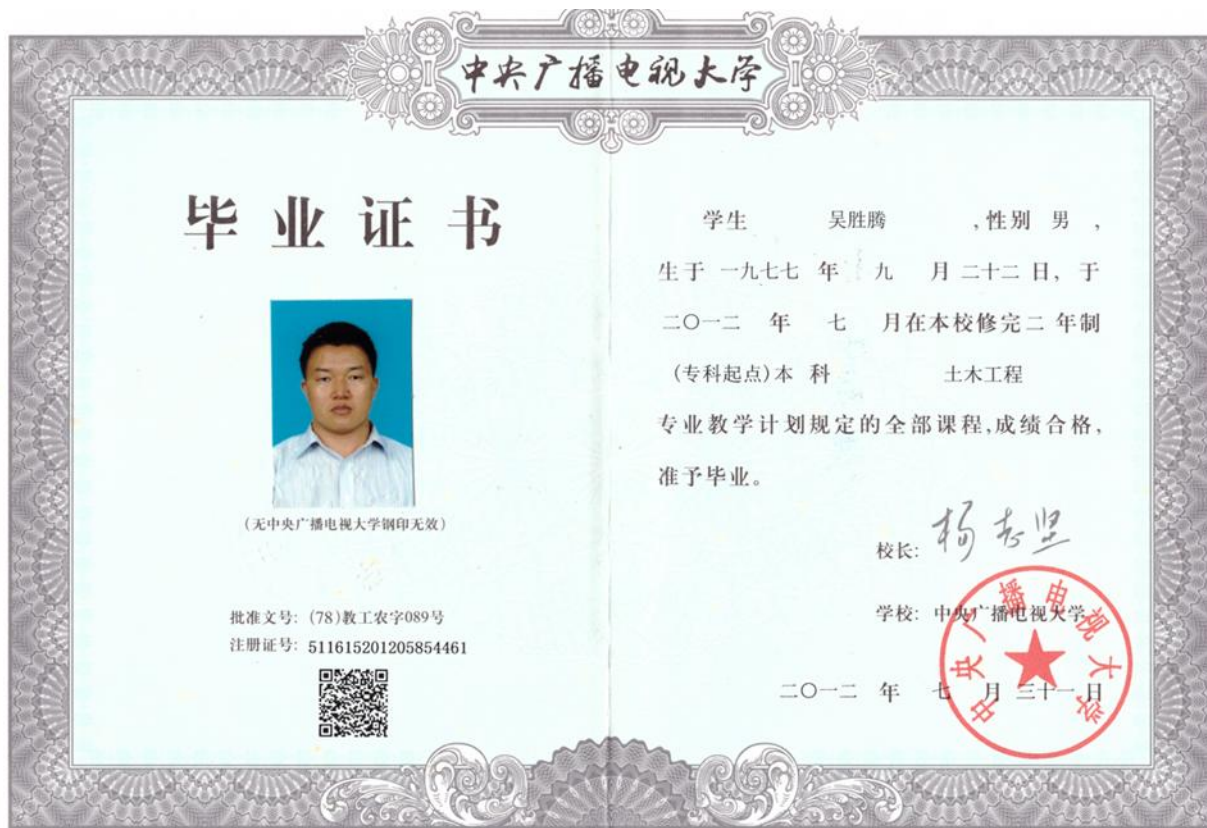 中央广播电视大学
毕业证书
(无中央广播电视大学钢印无效)
批准文号: (78)教工农字089号
注册证号: 511615201205854461
学生 吴胜腾 , 性别 男 ,
生于 一九七七 年 九 月 二十二 日, 于
二〇一二 年 七 月在本校修完二 年制
(专科起点)本 科 土木工程
专业教学计划规定的全部课程,成绩合格,
准予毕业。
校长: 杨志坚
学校: 中央广播电视大学
二〇一二 年 七 月 三十一 日
中央广播电视大学